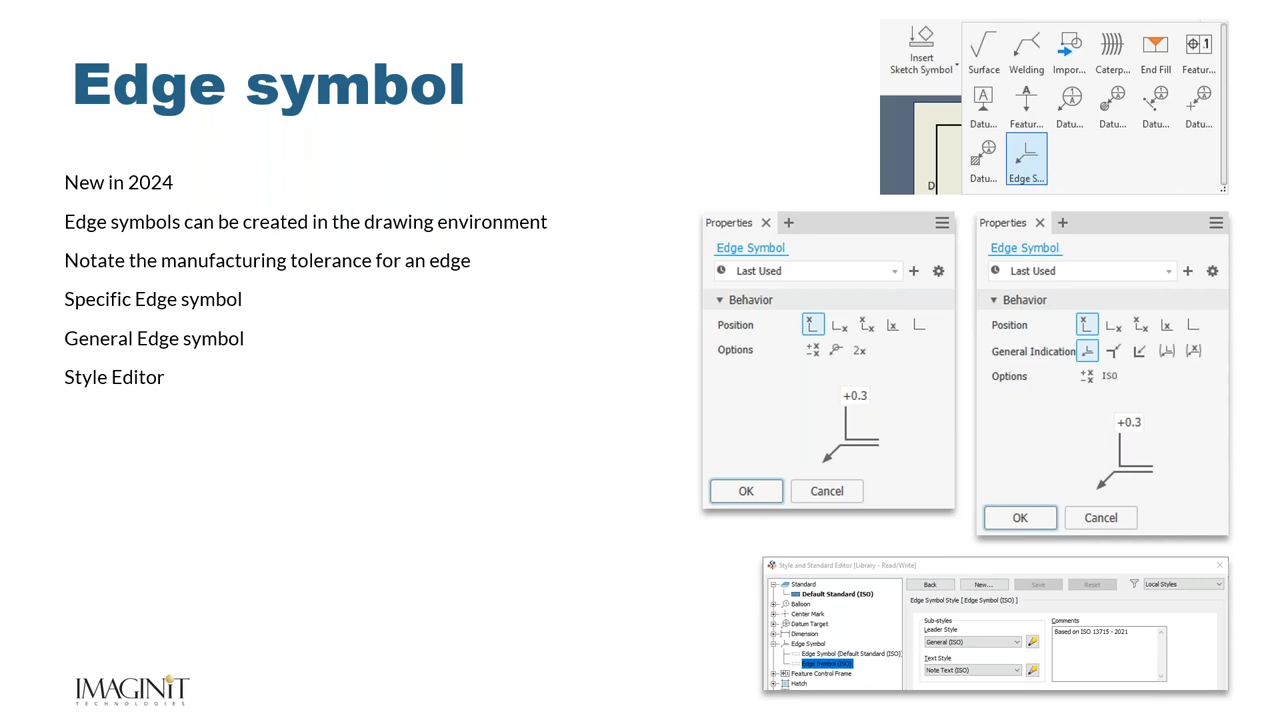 Edge symbol
New in 2024
Edge symbols can be created in the drawing environment
Notate the manufacturing tolerance for an edge
Specific Edge symbol
General Edge symbol
Style Editor
IMAGINiT
TECHNOLOGIES
Insert
Sketch Symbol
Surface Welding Impor... Caterp... End Fill Featur...
Datu... Featur... Datu... Datu... Datu... Datu...
Datu... Edge S...
D
Properties
Edge Symbol
Last Used
Behavior
Position
Options 2x
+0.3
OK Cancel
Properties
Edge Symbol
Last Used
Behavior
Position
General Indication
Options ISO
+0.3
OK Cancel
Style and Standard Editor [Library - Read/Write]
Standard
Default Standard (ISO)
Balloon
Center Mark
Datum Target
Dimension
Edge Symbol
Edge Symbol (Default Standard (ISO)
Edge Symbol (ISO)
Feature Control Frame
Hatch
Back New... Save Reset Local Styles
Edge Symbol Style [ Edge Symbol (ISO) ]
Sub-styles
Leader Style
General (ISO)
Text Style
Note Text (ISO)
Comments
Based on ISO 13715 - 2021